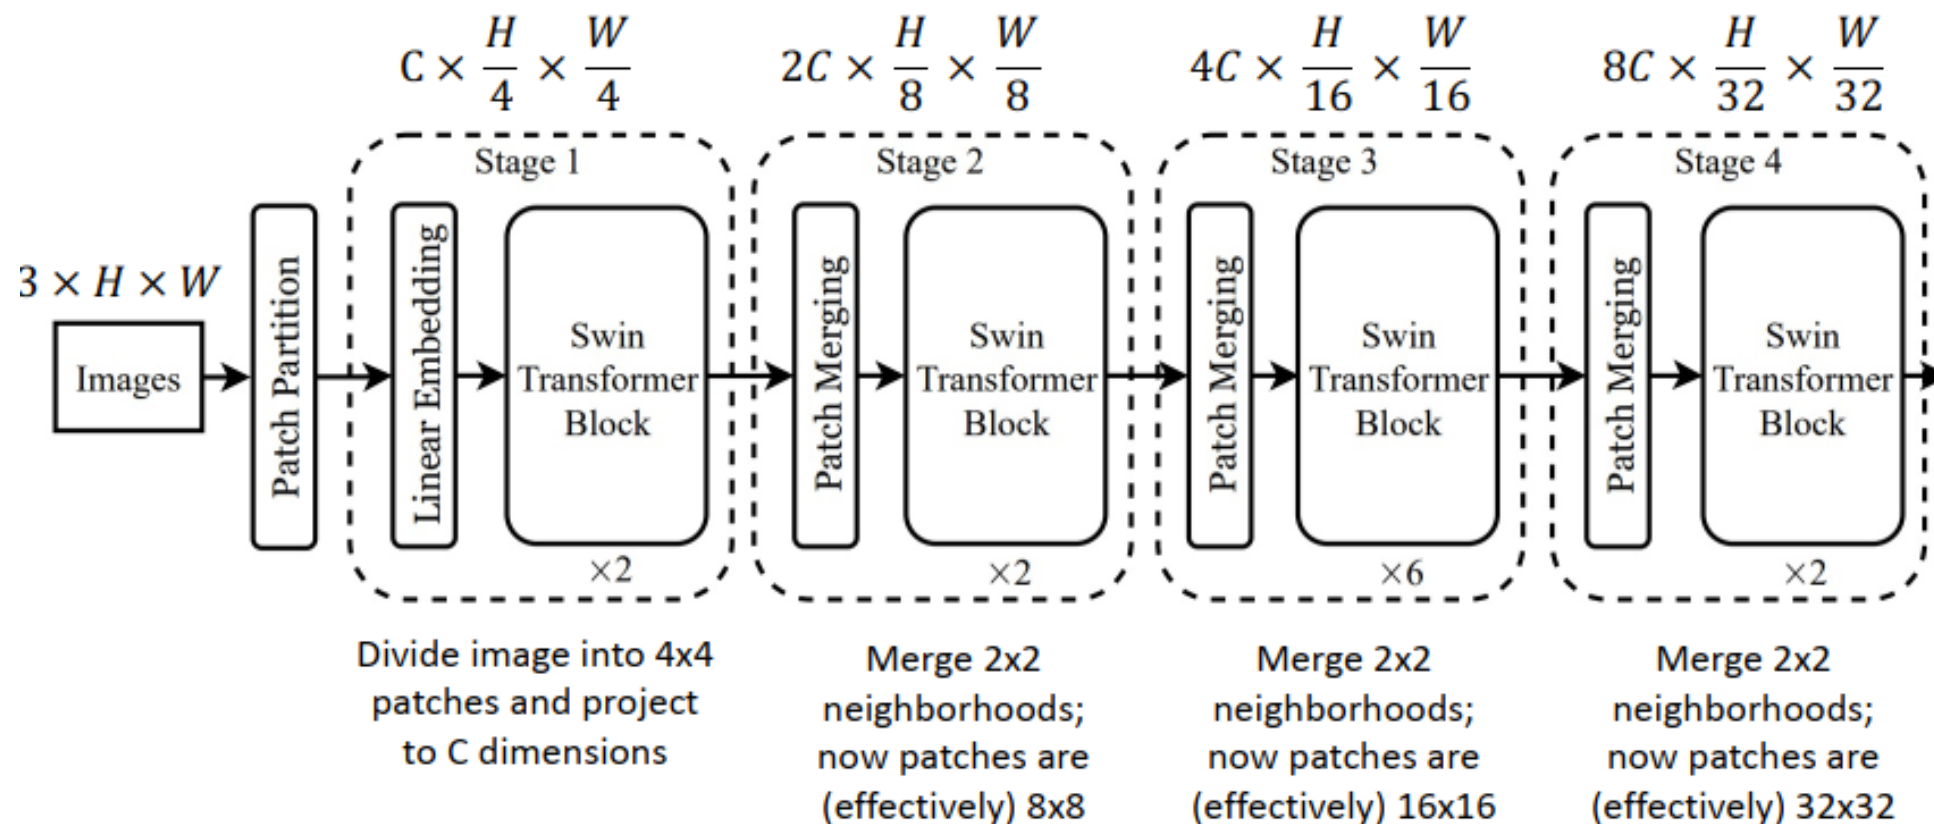 C × H/4 × W/4
2C × H/8 × W/8
4C × H/16 × W/16
8C × H/32 × W/32
3 × H × W
Images
Patch Partition
Stage 1
Linear Embedding
Swin
Transformer
Block
×2
Stage 2
Patch Merging
Swin
Transformer
Block
×2
Stage 3
Patch Merging
Swin
Transformer
Block
×6
Stage 4
Patch Merging
Swin
Transformer
Block
×2
Divide image into 4x4
patches and project
to C dimensions
Merge 2x2
neighborhoods;
now patches are
(effectively) 8x8
Merge 2x2
neighborhoods;
now patches are
(effectively) 16x16
Merge 2x2
neighborhoods;
now patches are
(effectively) 32x32